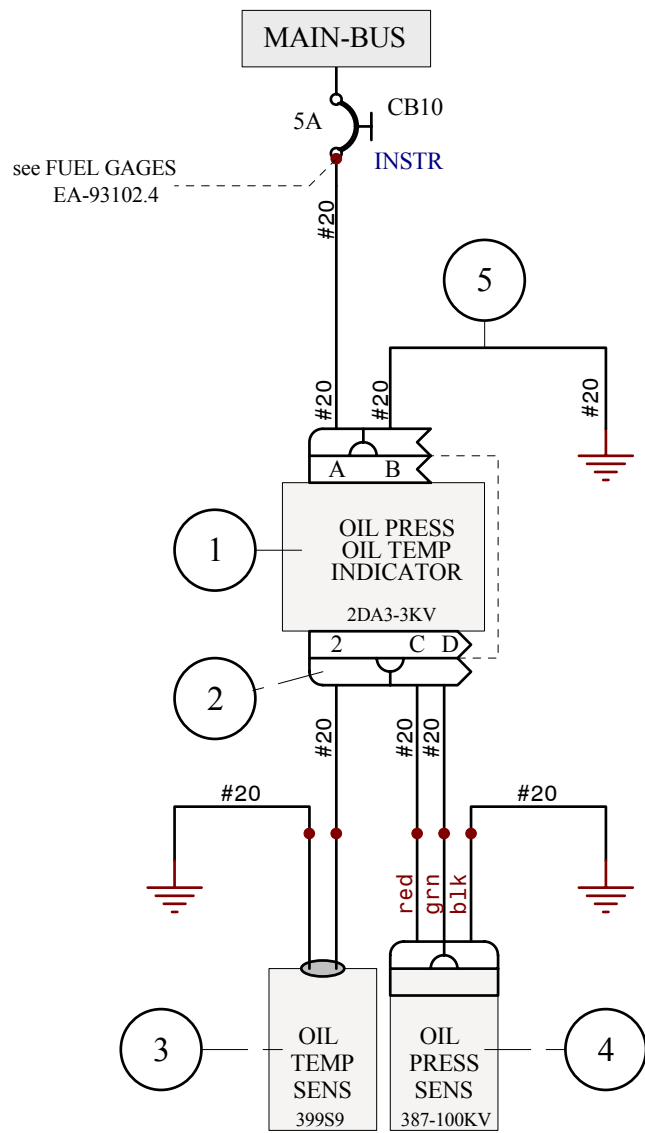 MAIN-BUS
5A
CB10
INSTR
see FUEL GAGES
EA-93102.4
#20
5
#20
#20
#20
A
B
1
OIL PRESS
OIL TEMP
INDICATOR
2DA3-3KV
2
C
D
2
#20
#20
#20
#20
#20
red
grn
blk
3
OIL
TEMP
SENS
399S9
OIL
PRESS
SENS
387-100KV
4